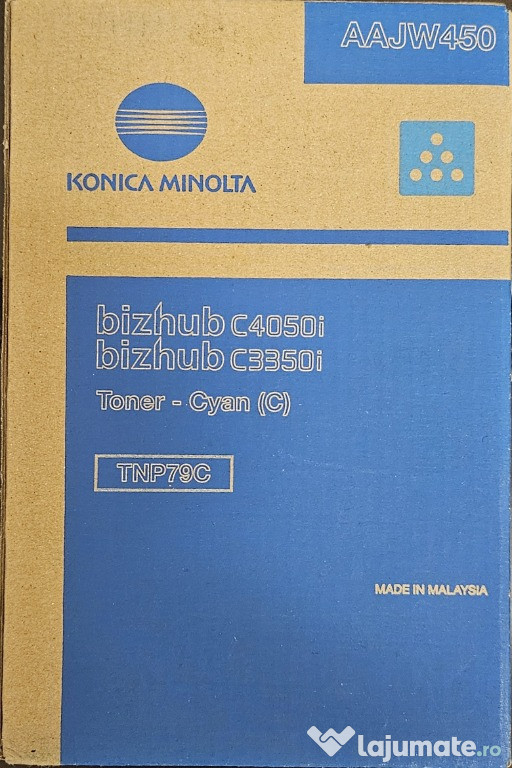 AAJW450
KONICA MINOLTA
bizhub C4050i
bizhub C3350i
Toner - Cyan (C)
TNP79C
MADE IN MALAYSIA
Lajumate.ro